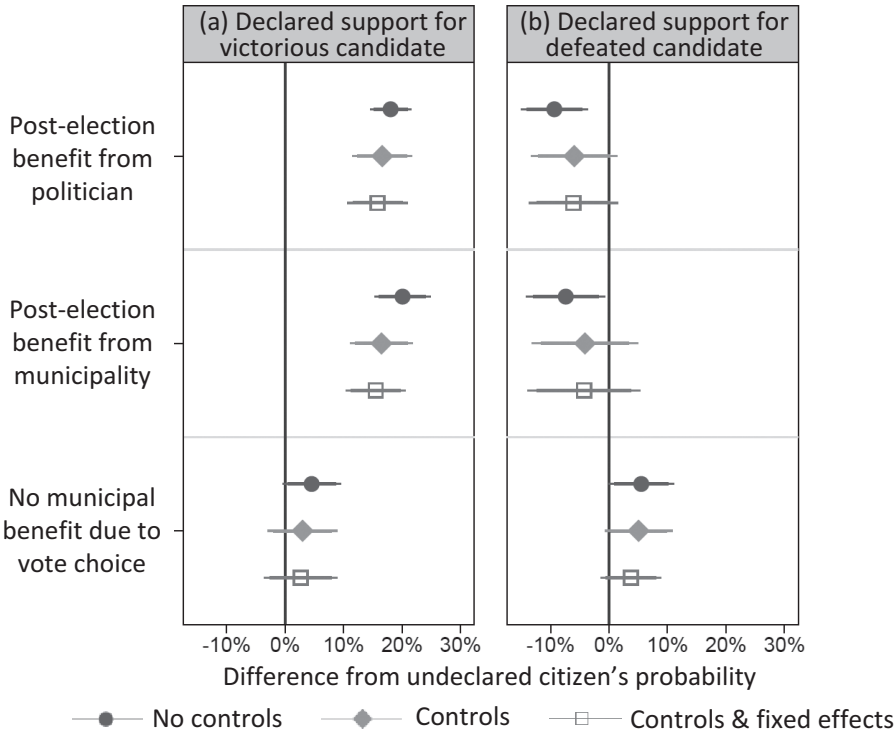 (a) Declared support for
victorious candidate
(b) Declared support for
defeated candidate
Post-election
benefit from
politician
Post-election
benefit from
municipality
No municipal
benefit due to
vote choice
-10% 0% 10% 20% 30%
-10% 0% 10% 20% 30%
Difference from undeclared citizen’s probability
No controls Controls Controls & fixed effects